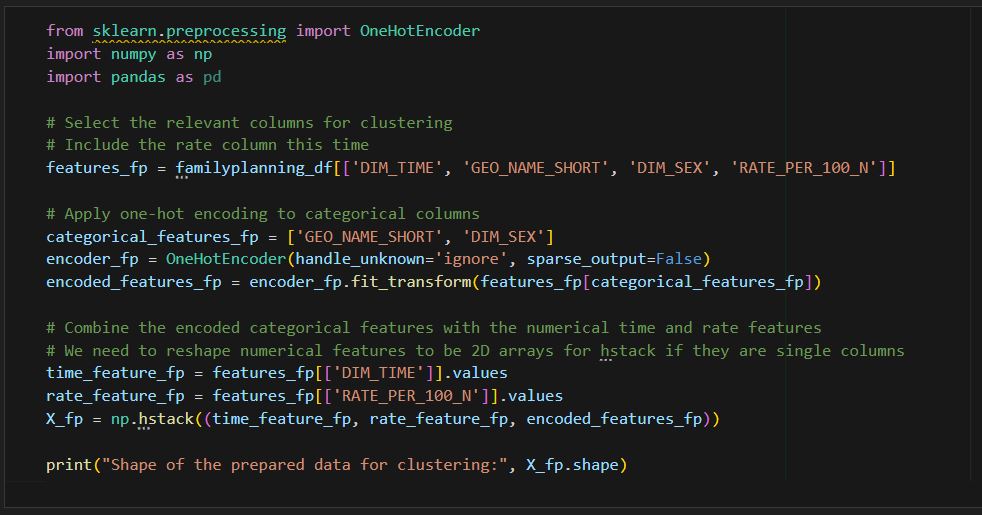 from sklearn.preprocessing import OneHotEncoder
import numpy as np
import pandas as pd
# Select the relevant columns for clustering
# Include the rate column this time
features_fp = familyplanning_df[['DIM_TIME', 'GEO_NAME_SHORT', 'DIM_SEX', 'RATE_PER_100_N']]
# Apply one-hot encoding to categorical columns
categorical_features_fp = ['GEO_NAME_SHORT', 'DIM_SEX']
encoder_fp = OneHotEncoder(handle_unknown='ignore', sparse_output=False)
encoded_features_fp = encoder_fp.fit_transform(features_fp[categorical_features_fp])
# Combine the encoded categorical features with the numerical time and rate features
# We need to reshape numerical features to be 2D arrays for hstack if they are single columns
time_feature_fp = features_fp[['DIM_TIME']].values
rate_feature_fp = features_fp[['RATE_PER_100_N']].values
X_fp = np.hstack((time_feature_fp, rate_feature_fp, encoded_features_fp))
print("Shape of the prepared data for clustering:", X_fp.shape)